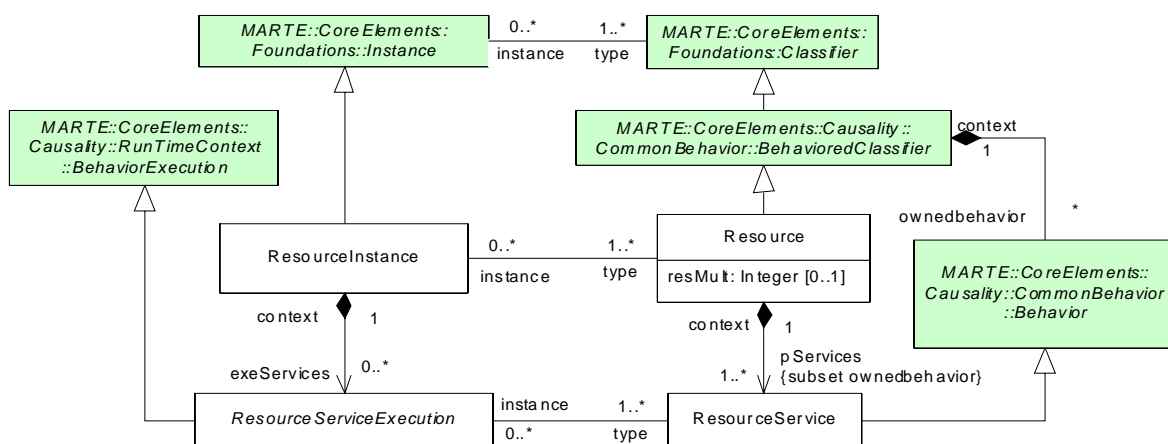 MARTE::CoreElements::
Foundations::Instance
0..*
1..*
instance
type
MARTE::CoreElements::
Foundations::Classifier
MARTE::CoreElements::
Causality::RunTimeContext
::BehaviorExecution
MARTE::CoreElements::Causality::
CommonBehavior::BehavioredClassifier
context
1
ownedbehavior
*
ResourceInstance
0..*
1..*
instance
type
Resource
resMult: Integer [0..1]
MARTE::CoreElements::
Causality::CommonBehavior
::Behavior
context
1
exeServices
0..*
context
1
pServices
1..*
{subset ownedbehavior}
ResourceServiceExecution
instance
1..*
0..*
type
ResourceService